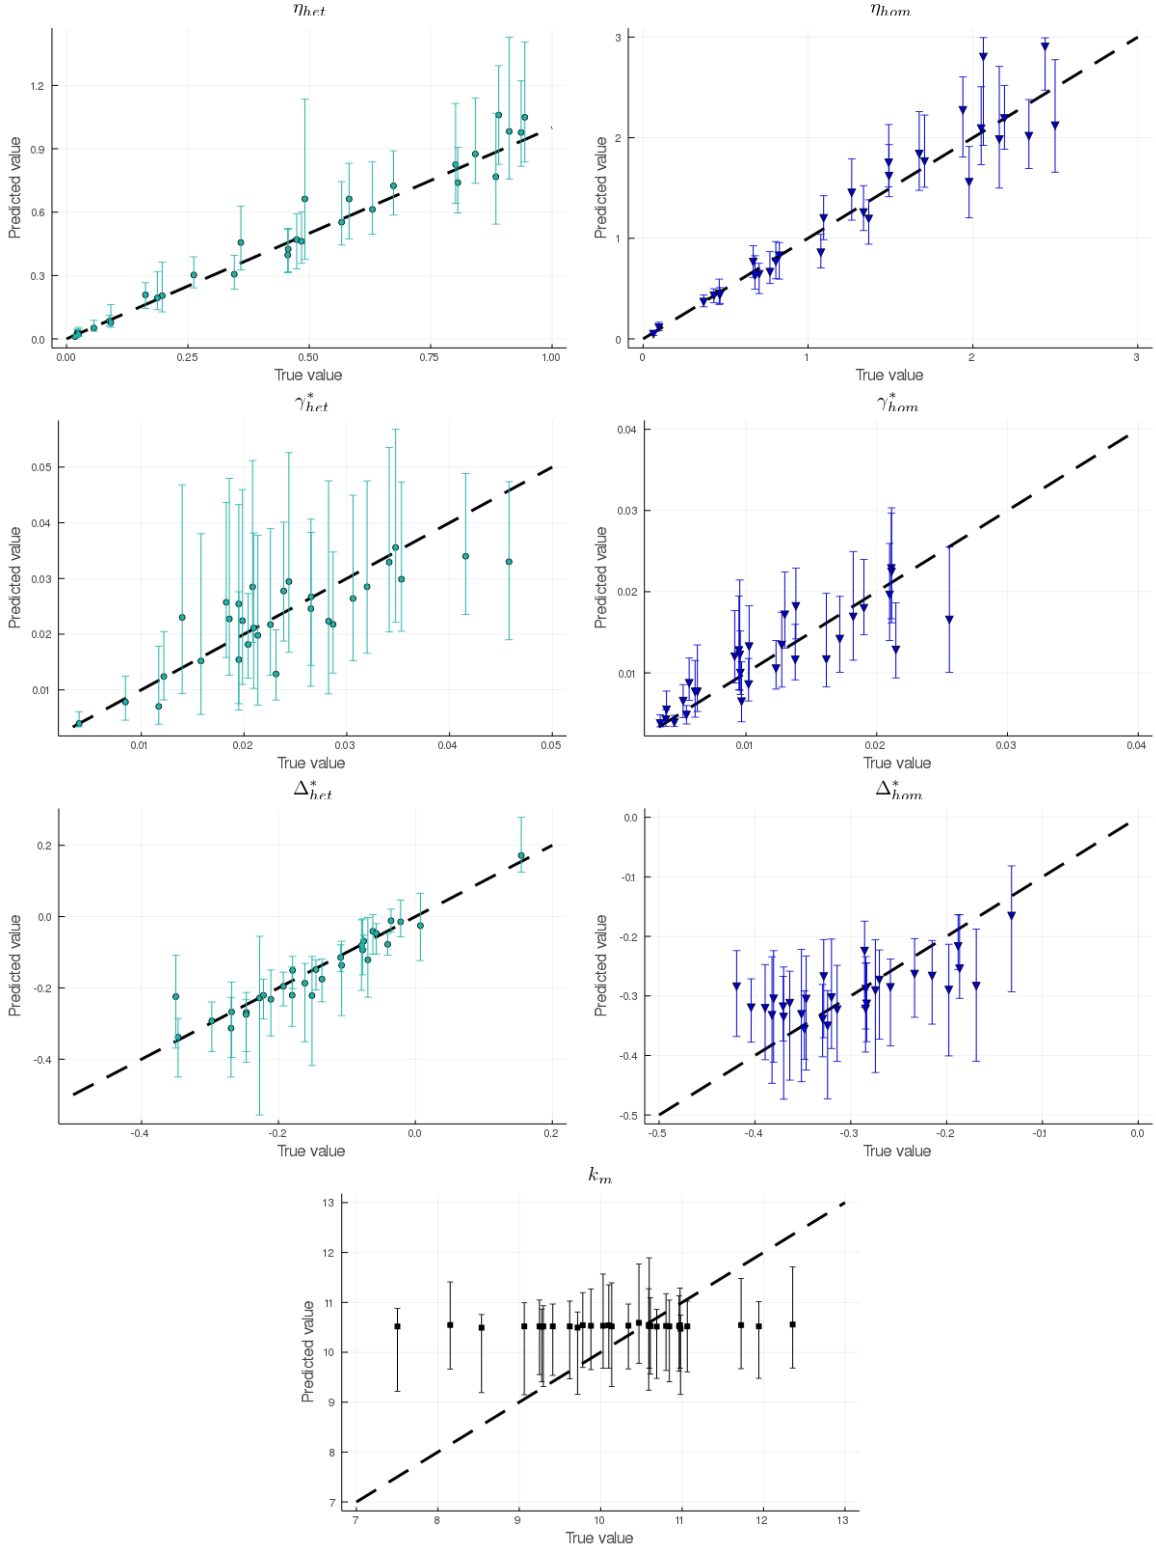 η_het
1.2
0.9
0.6
0.3
0.0
Predicted value
0.00 0.25 0.50 0.75 1.00
True value
η_hom
3
2
1
0
Predicted value
0 1 2 3
True value
γ*_het
0.05
0.04
0.03
0.02
0.01
Predicted value
0.01 0.02 0.03 0.04 0.05
True value
γ*_hom
0.04
0.03
0.02
0.01
Predicted value
0.01 0.02 0.03 0.04
True value
Δ*_het
0.2
0.0
-0.2
-0.4
Predicted value
-0.4 -0.2 0.0 0.2
True value
Δ*_hom
0.0
-0.1
-0.2
-0.3
-0.4
-0.5
Predicted value
-0.5 -0.4 -0.3 -0.2 -0.1 0.0
True value
k_m
13
12
11
10
9
8
7
Predicted value
7 8 9 10 11 12 13
True value